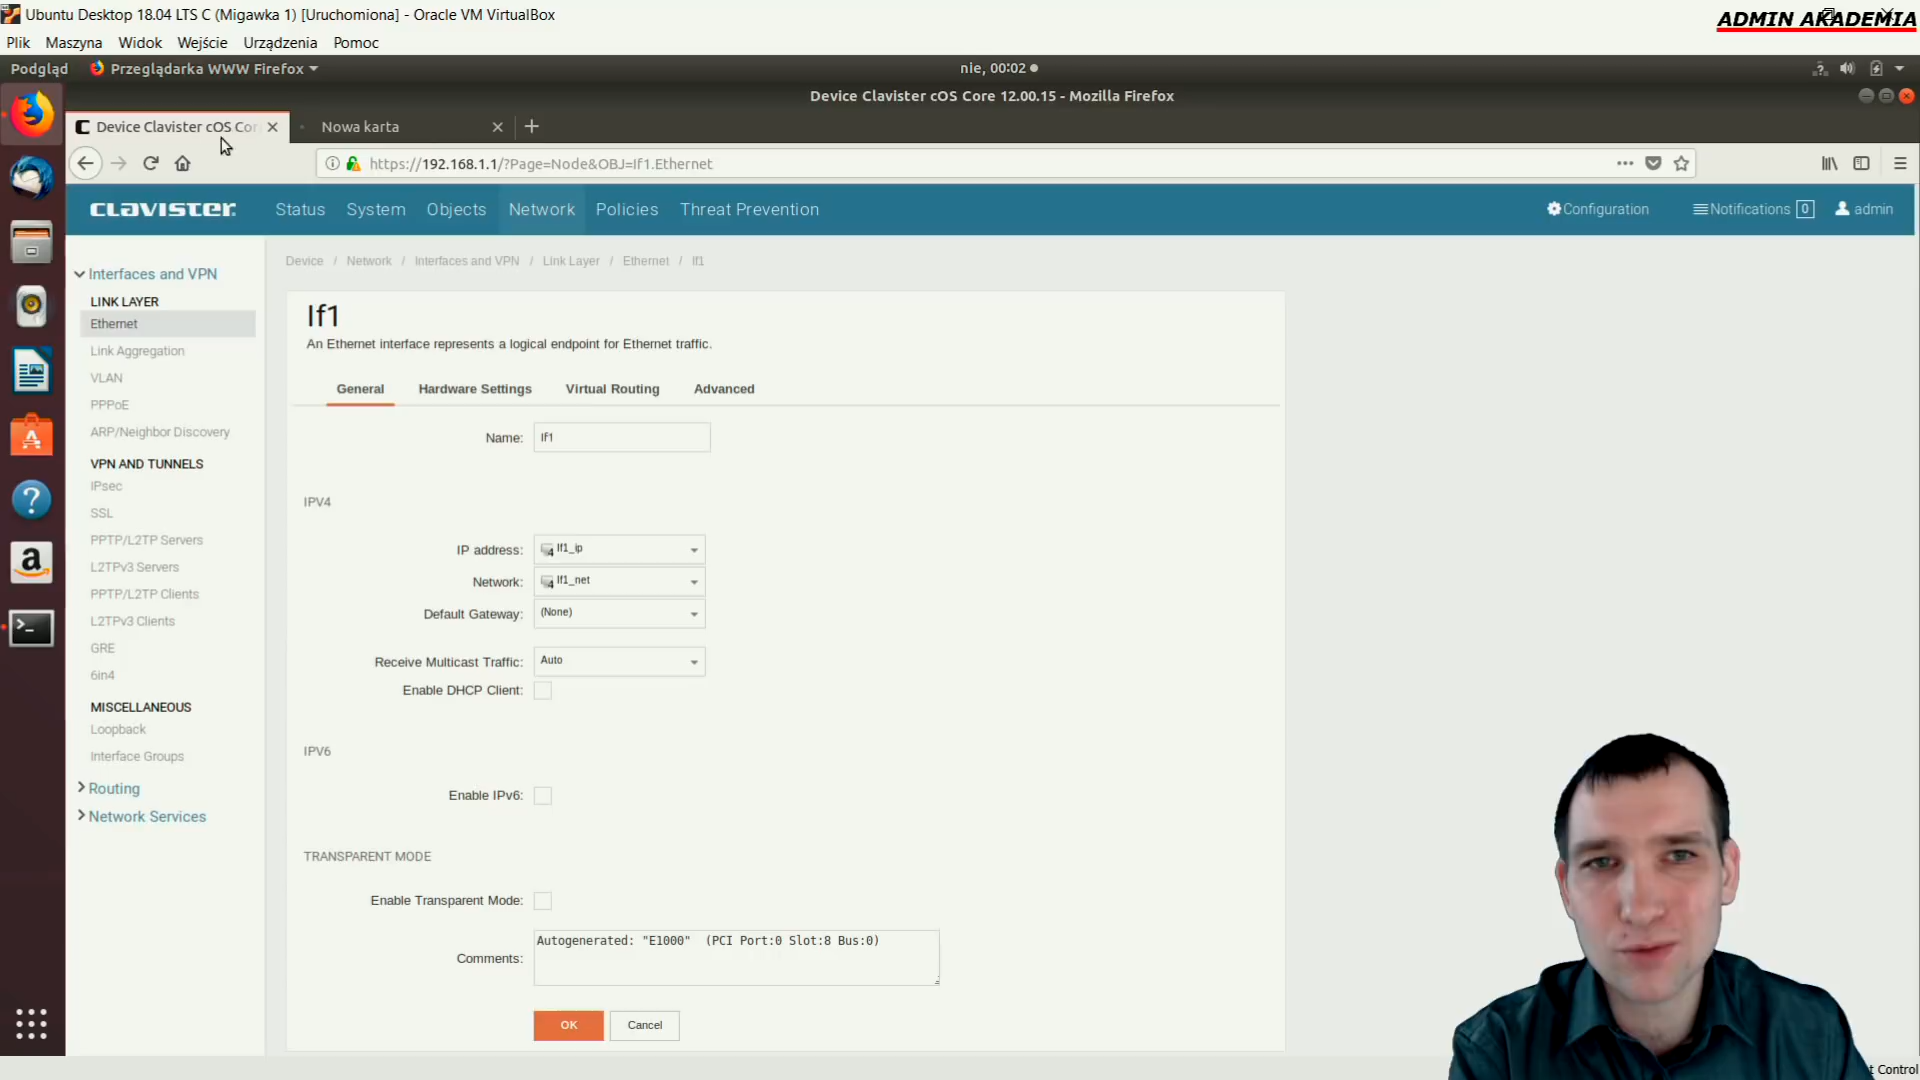 Ubuntu Desktop 18.04 LTS C (Migawka 1) [Uruchomiona] - Oracle VM VirtualBox
ADMIN AKADEMIA
Plik Maszyna Widok Wejście Urządzenia Pomoc
Podgląd Przeglądarka WWW Firefox nie, 00:02
Device Clavister cOS Core 12.00.15 - Mozilla Firefox
Device Clavister cOS Cor Nowa karta
https://192.168.1.1/?Page=Node&OBJ=If1.Ethernet
CLAVISTER Status System Objects Network Policies Threat Prevention Configuration Notifications 0 admin
Device / Network / Interfaces and VPN / Link Layer / Ethernet / If1
Interfaces and VPN
LINK LAYER
Ethernet
Link Aggregation
VLAN
PPPoE
ARP/Neighbor Discovery
VPN AND TUNNELS
IPsec
SSL
PPTP/L2TP Servers
L2TPv3 Servers
PPTP/L2TP Clients
L2TPv3 Clients
GRE
6in4
MISCELLANEOUS
Loopback
Interface Groups
Routing
Network Services
If1
An Ethernet interface represents a logical endpoint for Ethernet traffic.
General Hardware Settings Virtual Routing Advanced
Name: If1
IPV4
IP address: 4 If1_ip
Network: 4 If1_net
Default Gateway: (None)
Receive Multicast Traffic: Auto
Enable DHCP Client:
IPV6
Enable IPv6:
TRANSPARENT MODE
Enable Transparent Mode:
Comments: Autogenerated: "E1000" (PCI Port:0 Slot:8 Bus:0)
OK Cancel
t Control